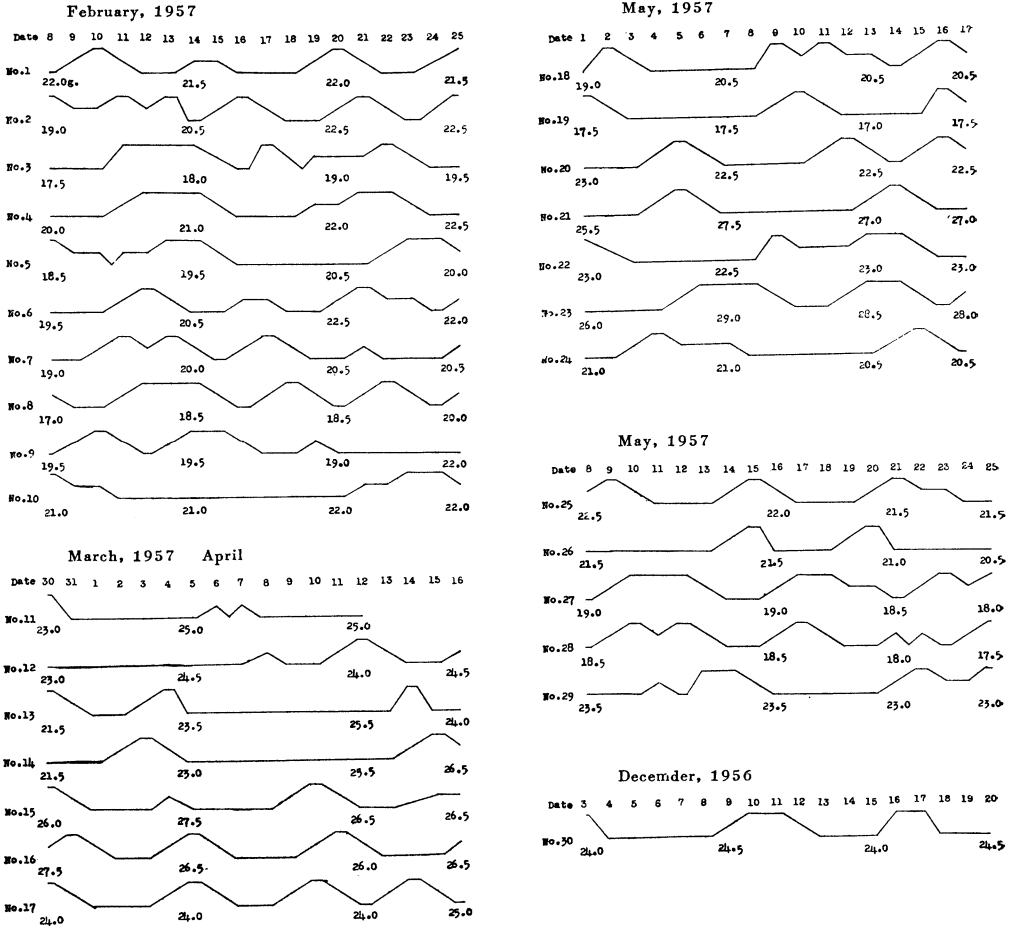 February, 1957
Date 8 9 10 11 12 13 14 15 16 17 18 19 20 21 22 23 24 25
No.1
22.0g. 21.5 22.0 21.5
No.2
19.0 20.5 22.5 22.5
No.3
17.5 18.0 19.0 19.5
No.4
20.0 21.0 22.0 22.5
No.5
18.5 19.5 20.5 20.0
No.6
19.5 20.5 22.5 22.0
No.7
19.0 20.0 20.5 20.5
No.8
17.0 18.5 18.5 20.0
No.9
19.5 19.5 19.0 22.0
No.10
21.0 21.0 22.0 22.0
March, 1957 April
Date 30 31 1 2 3 4 5 6 7 8 9 10 11 12 13 14 15 16
No.11
23.0 25.0 25.0
No.12
23.0 24.5 24.0 24.5
No.13
21.5 23.5 25.5 24.0
No.14
21.5 23.0 25.5 26.5
No.15
26.0 27.5 26.5 26.5
No.16
27.5 26.5 26.0 26.5
No.17
24.0 24.0 24.0 25.0
May, 1957
Date 1 2 3 4 5 6 7 8 9 10 11 12 13 14 15 16 17
No.18
19.0 20.5 20.5 20.5
No.19
17.5 17.5 17.0 17.5
No.20
23.0 22.5 22.5 22.5
No.21
25.5 27.5 27.0 27.0
No.22
23.0 22.5 23.0 23.0
No.23
26.0 29.0 28.5 28.0
No.24
21.0 21.0 20.5 20.5
May, 1957
Date 8 9 10 11 12 13 14 15 16 17 18 19 20 21 22 23 24 25
No.25
22.5 22.0 21.5 21.5
No.26
21.5 21.5 21.0 20.5
No.27
19.0 19.0 18.5 18.0
No.28
18.5 18.5 18.0 17.5
No.29
23.5 23.5 23.0 23.0
Decemder, 1956
Date 3 4 5 6 7 8 9 10 11 12 13 14 15 16 17 18 19 20
No.30
24.0 24.5 24.0 24.5